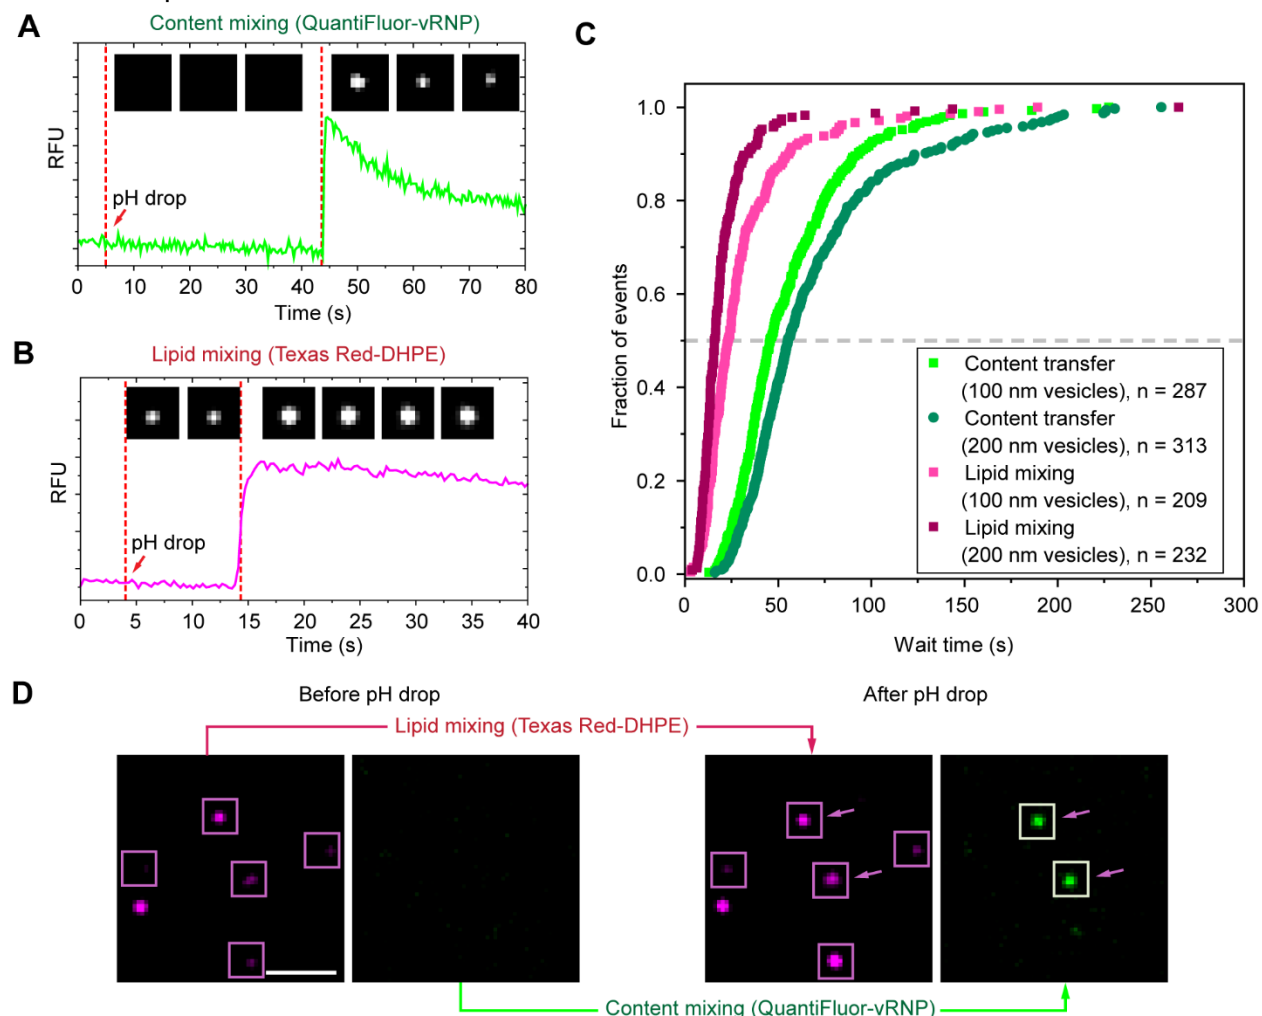 A
Content mixing (QuantiFluor-vRNP)
RFU
pH drop
0 10 20 30 40 50 60 70 80
Time (s)
B
Lipid mixing (Texas Red-DHPE)
RFU
pH drop
0 5 10 15 20 25 30 35 40
Time (s)
C
Fraction of events
1.0
0.8
0.6
0.4
0.2
0.0
Content transfer
(100 nm vesicles), n = 287
Content transfer
(200 nm vesicles), n = 313
Lipid mixing
(100 nm vesicles), n = 209
Lipid mixing
(200 nm vesicles), n = 232
0 50 100 150 200 250 300
Wait time (s)
D
Before pH drop
After pH drop
Lipid mixing (Texas Red-DHPE)
Content mixing (QuantiFluor-vRNP)